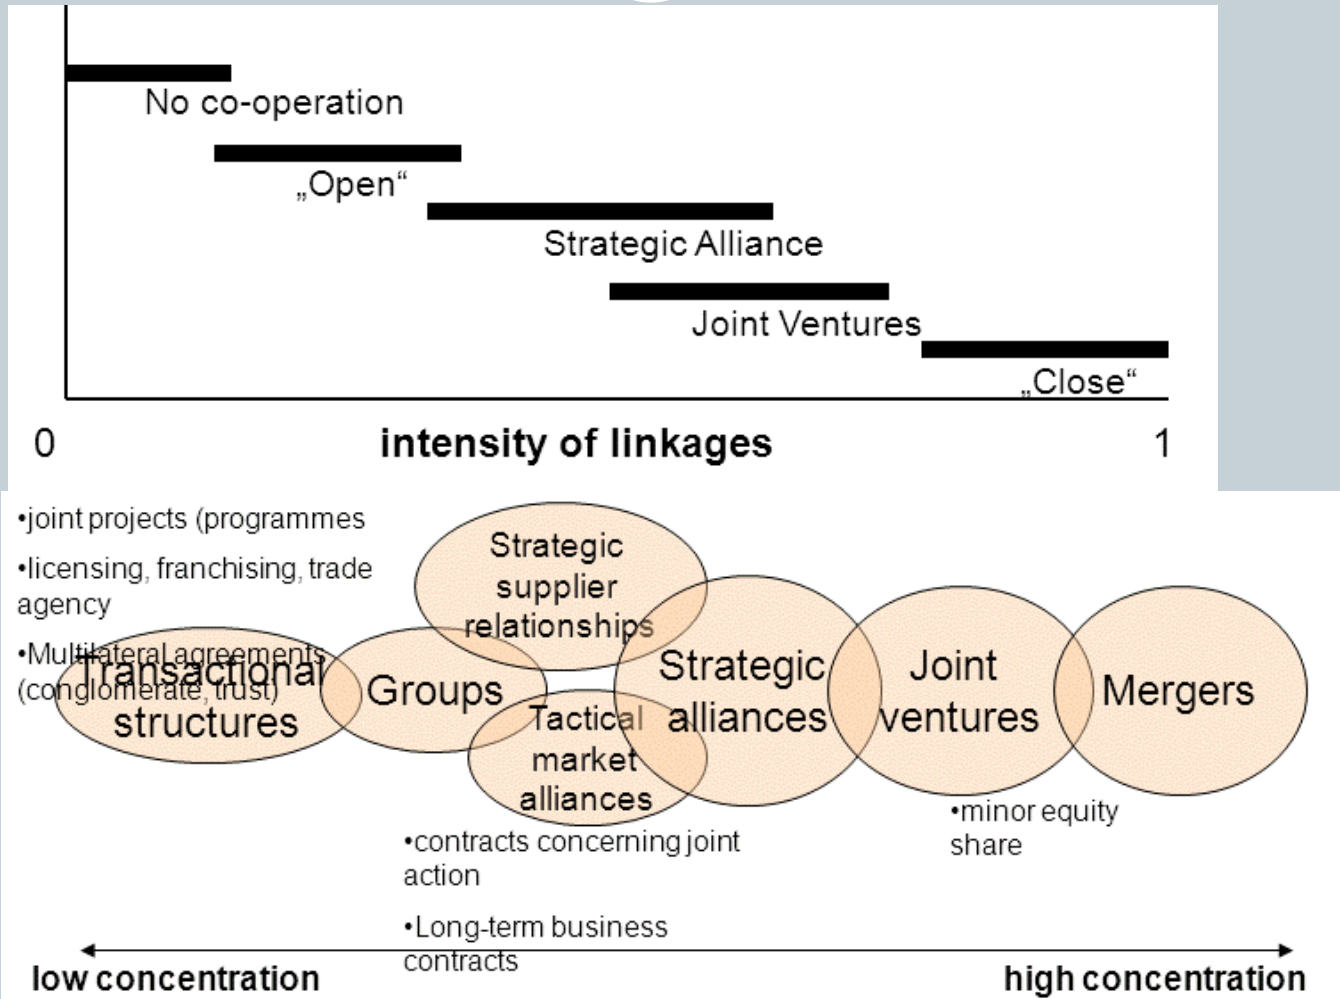 No co-operation
„Open“
Strategic Alliance
Joint Ventures
„Close“
0
intensity of linkages
1
•joint projects (programmes
•licensing, franchising, trade
agency
•Multilateral agreements
(conglomerate, trust)
Transactional
structures
Groups
Strategic
supplier
relationships
Tactical
market
alliances
Strategic
alliances
Joint
ventures
Mergers
•contracts concerning joint
action
•Long-term business
contracts
•minor equity
share
low concentration
high concentration